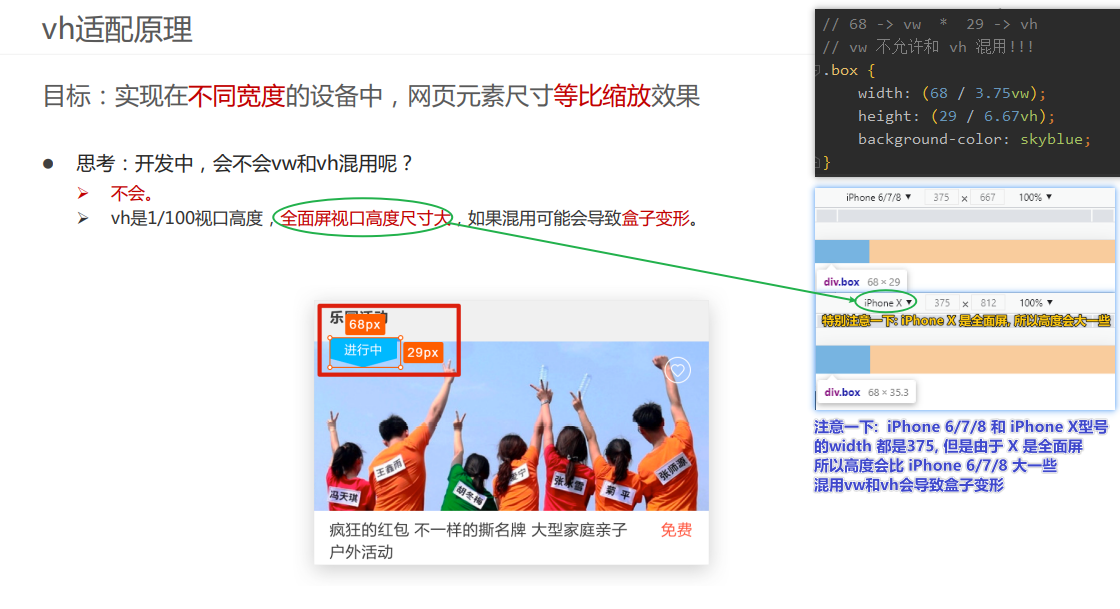 vh适配原理
目标：实现在不同宽度的设备中，网页元素尺寸等比缩放效果
思考：开发中，会不会vw和vh混用呢？
不会。
vh是1/100视口高度，全面屏视口高度尺寸大，如果混用可能会导致盒子变形。
68px
进行中
29px
冯天琪
王鑫雨
胡冬梅
张冰雪
菊 平
张帅源
疯狂的红包 不一样的撕名牌 大型家庭亲子
户外活动
免费
// 68 -> vw * 29 -> vh
// vw 不允许和 vh 混用!!!
.box {
width: (68 / 3.75vw);
height: (29 / 6.67vh);
background-color: skyblue;
}
iPhone 6/7/8 ▼ 375 x 667 100% ▼
div.box 68 × 29
iPhone X ▼ 375 x 812 100% ▼
特别注意一下: iPhone X 是全面屏, 所以高度会大一些
div.box 68 × 35.3
注意一下: iPhone 6/7/8 和 iPhone X型号
的width 都是375, 但是由于 X 是全面屏
所以高度会比 iPhone 6/7/8 大一些
混用vw和vh会导致盒子变形